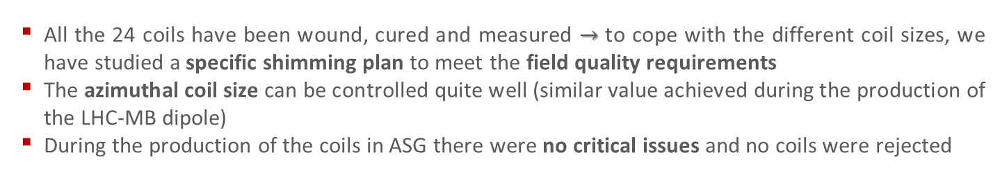 ▪ All the 24 coils have been wound, cured and measured → to cope with the different coil sizes, we
have studied a specific shimming plan to meet the field quality requirements
▪ The azimuthal coil size can be controlled quite well (similar value achieved during the production of
the LHC-MB dipole)
▪ During the production of the coils in ASG there were no critical issues and no coils were rejected